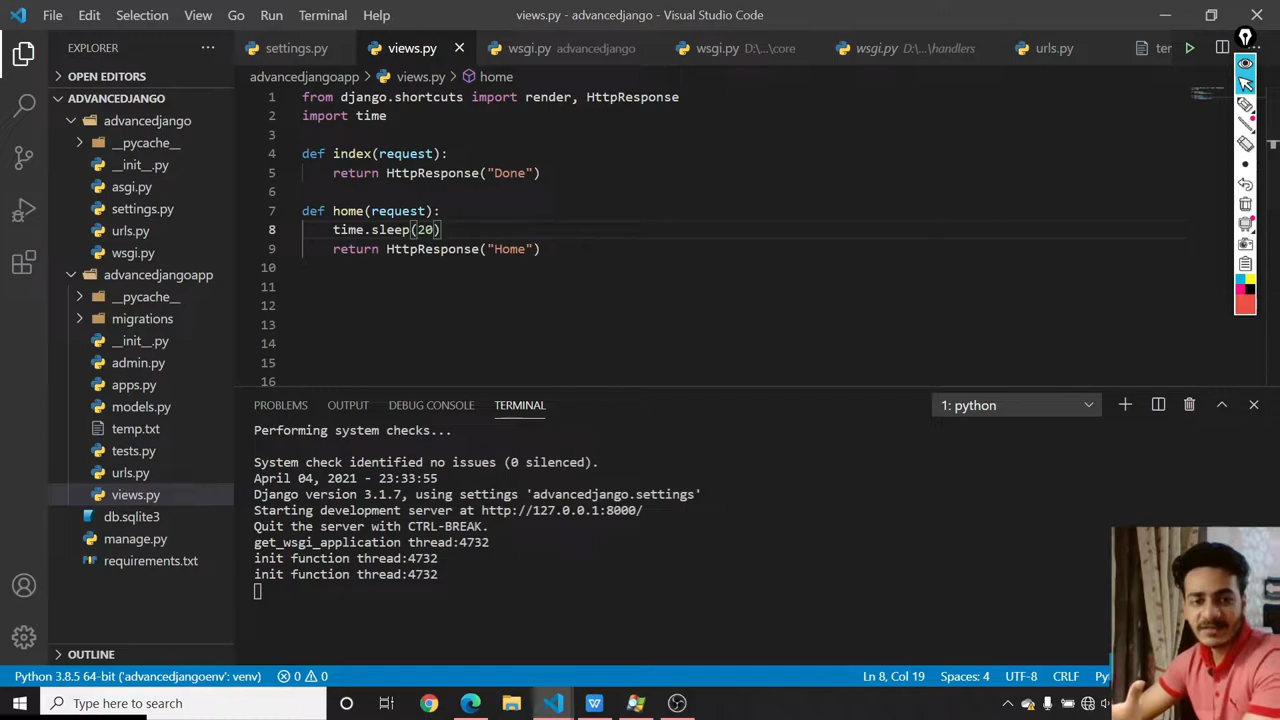 File Edit Selection View Go Run Terminal Help
views.py - advancedjango - Visual Studio Code
EXPLORER
settings.py
views.py
wsgi.py advancedjango
wsgi.py D:\...\core
wsgi.py D:\...\handlers
urls.py
ter
OPEN EDITORS
ADVANCEDJANGO
advancedjango
__pycache__
__init__.py
asgi.py
settings.py
urls.py
wsgi.py
advancedjangoapp
__pycache__
migrations
__init__.py
admin.py
apps.py
models.py
temp.txt
tests.py
urls.py
views.py
db.sqlite3
manage.py
requirements.txt
OUTLINE
advancedjangoapp > views.py > home
1 from django.shortcuts import render, HttpResponse
2 import time
3
4 def index(request):
5 return HttpResponse("Done")
6
7 def home(request):
8 time.sleep(20)
9 return HttpResponse("Home")
10
11
12
13
14
15
16
PROBLEMS OUTPUT DEBUG CONSOLE TERMINAL
1: python
Performing system checks...
System check identified no issues (0 silenced).
April 04, 2021 - 23:33:55
Django version 3.1.7, using settings 'advancedjango.settings'
Starting development server at http://127.0.0.1:8000/
Quit the server with CTRL-BREAK.
get_wsgi_application thread:4732
init function thread:4732
init function thread:4732
Python 3.8.5 64-bit ('advancedjangoenv': venv) 0 0
Ln 8, Col 19 Spaces: 4 UTF-8 CRLF Py
Type here to search